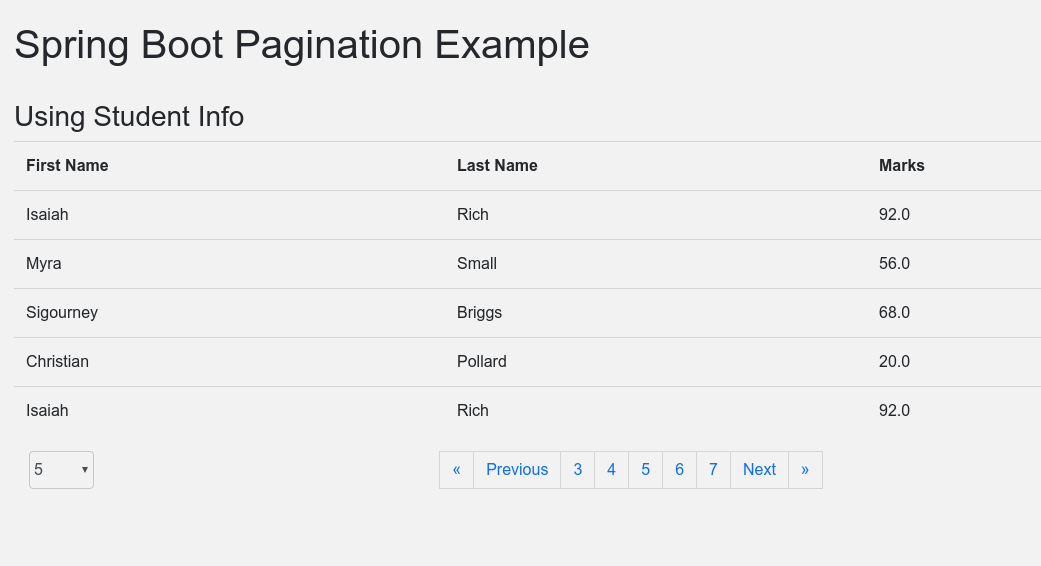 Spring Boot Pagination Example
Using Student Info
First Name Last Name Marks
Isaiah Rich 92.0
Myra Small 56.0
Sigourney Briggs 68.0
Christian Pollard 20.0
Isaiah Rich 92.0
5 « Previous 3 4 5 6 7 Next »